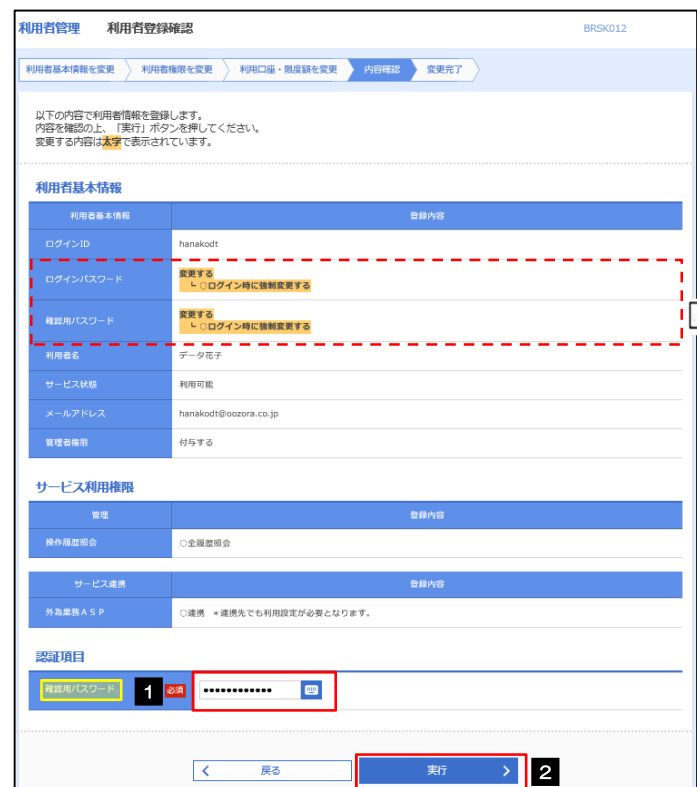 利用者管理 利用者登録確認 BRSK012
利用者基本情報を変更 利用者権限を変更 利用口座・限度額を変更 内容確認 変更完了
以下の内容で利用者情報を登録します。
内容を確認の上、「実行」ボタンを押してください。
変更する内容は太字で表示されています。
利用者基本情報
利用者基本情報 登録内容
ログインID hanakodt
ログインパスワード 変更する
└ ○ログイン時に強制変更する
確認用パスワード 変更する
└ ○ログイン時に強制変更する
利用者名 データ花子
サービス状態 利用可能
メールアドレス hanakodt@oozora.co.jp
管理者権限 付与する
サービス利用権限
管理 登録内容
操作履歴照会 ○全履歴照会
サービス連携 登録内容
外為業務ASP ○連携 *連携先でも利用設定が必要となります。
認証項目
確認用パスワード 1 必須 ●●●●●●●●●●●●
戻る 実行 2